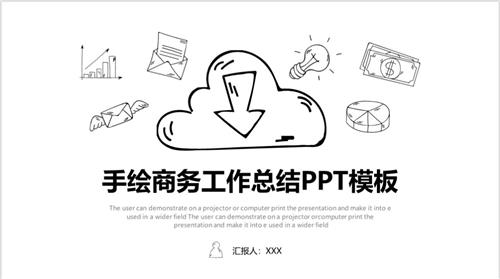 手绘商务工作总结PPT模板
The user can demonstrate on a projector or computer print the presentation and make it into e
used in a wider field The user can demonstrate on a projector orcomputer print the
presentation and make it into e used in a wider field
汇报人：XXX